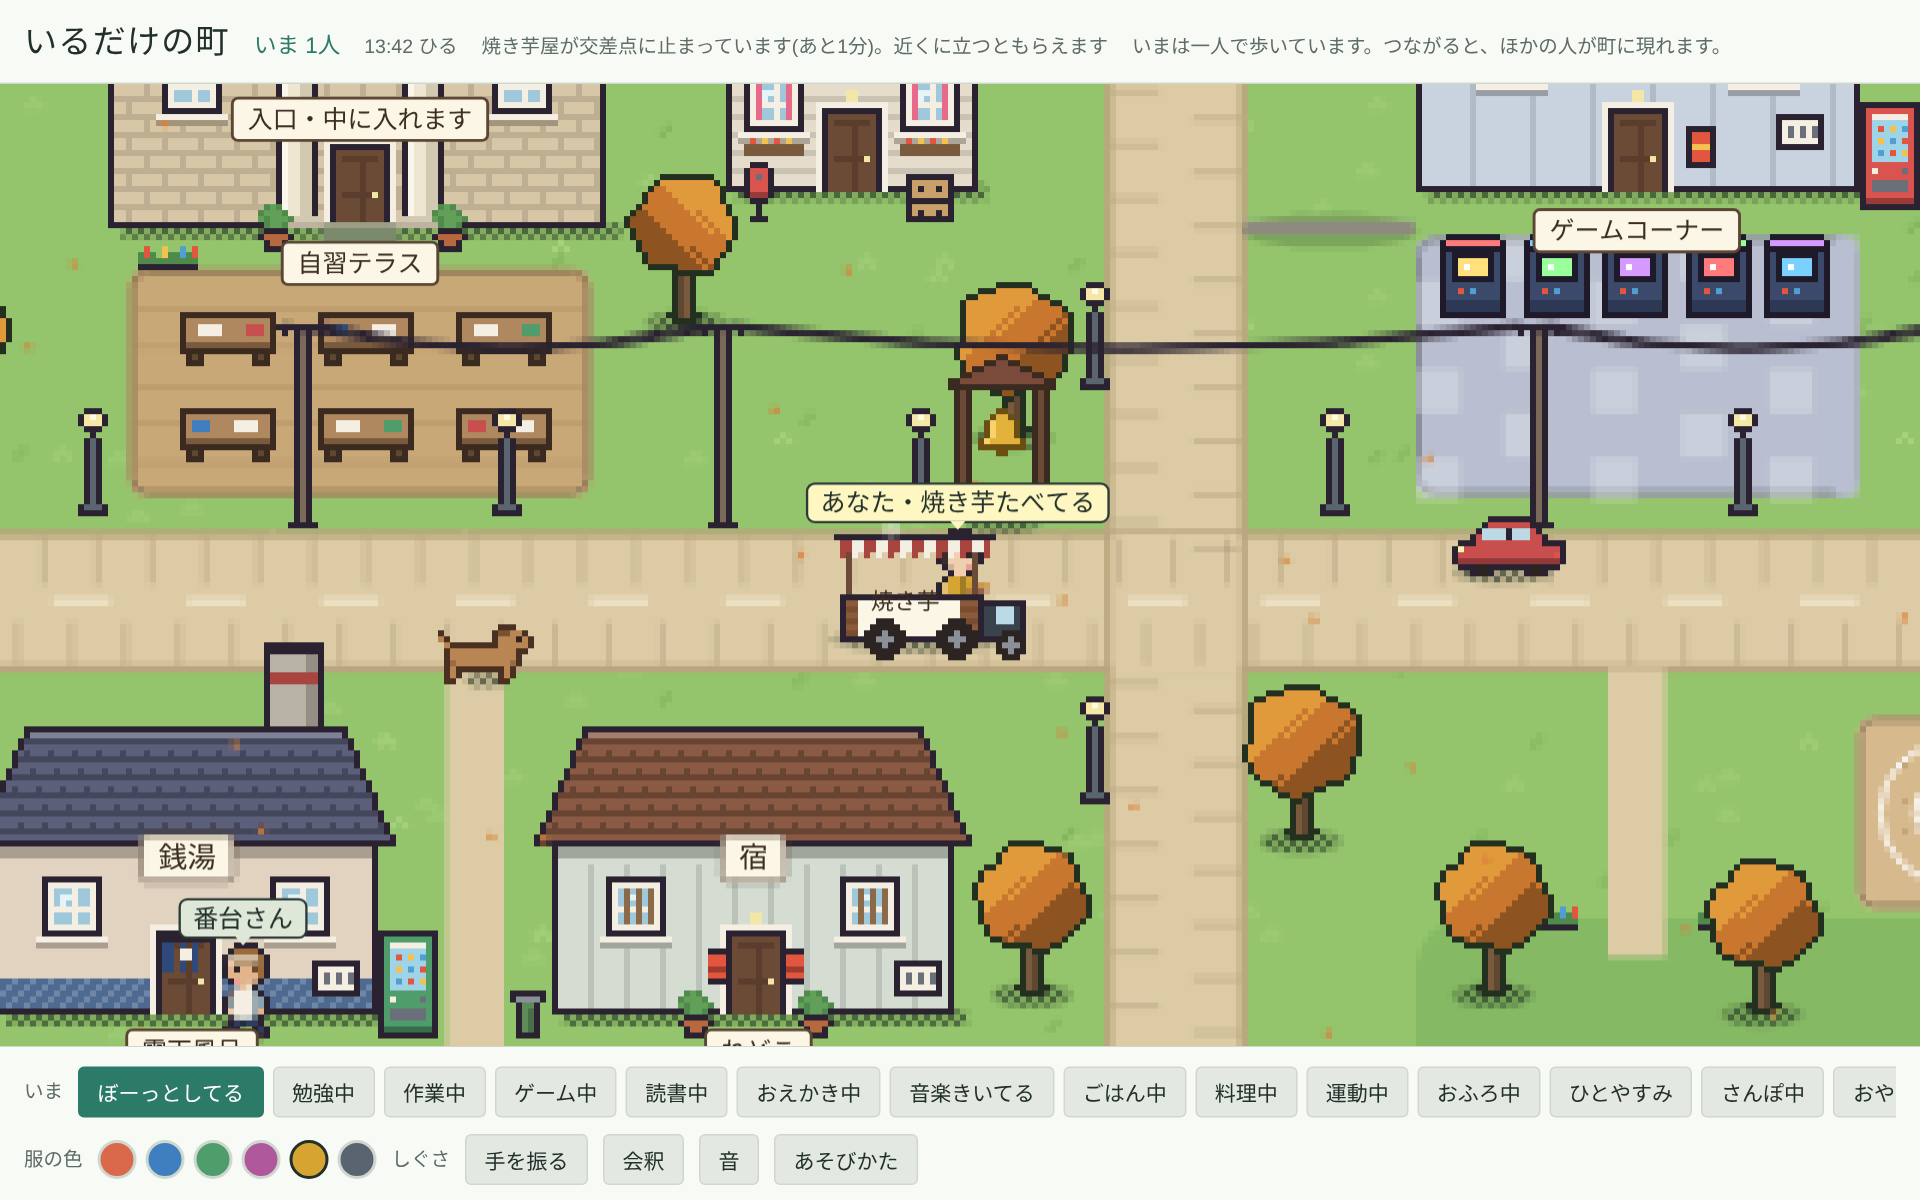 いるだけの町 いま 1人 13:42 ひる 焼き芋屋が交差点に止まっています(あと1分)。近くに立つともらえます いまは一人で歩いています。つながると、ほかの人が町に現れます。
入口・中に入れます
ゲームコーナー
自習テラス
あなた・焼き芋たべてる
焼き芋
銭湯
宿
番台さん
いま ぼーっとしてる 勉強中 作業中 ゲーム中 読書中 おえかき中 音楽きいてる ごはん中 料理中 運動中 おふろ中 ひとやすみ さんぽ中 おや
服の色 しぐさ 手を振る 会釈 音 あそびかた